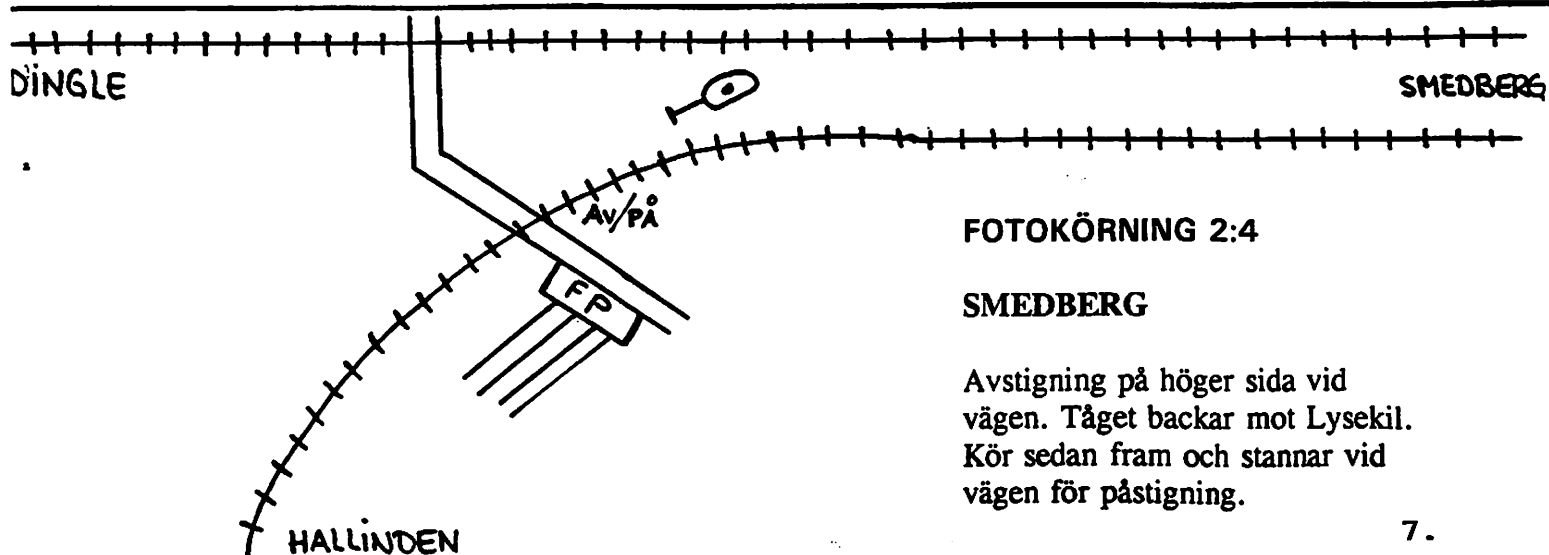 DINGLE
SMEDBERG
AV/PÅ
FP
HALLINDEN
FOTOKÖRNING 2:4
SMEDBERG
Avstigning på höger sida vid
vägen. Tåget backar mot Lysekil.
Kör sedan fram och stannar vid
vägen för påstigning.
7.